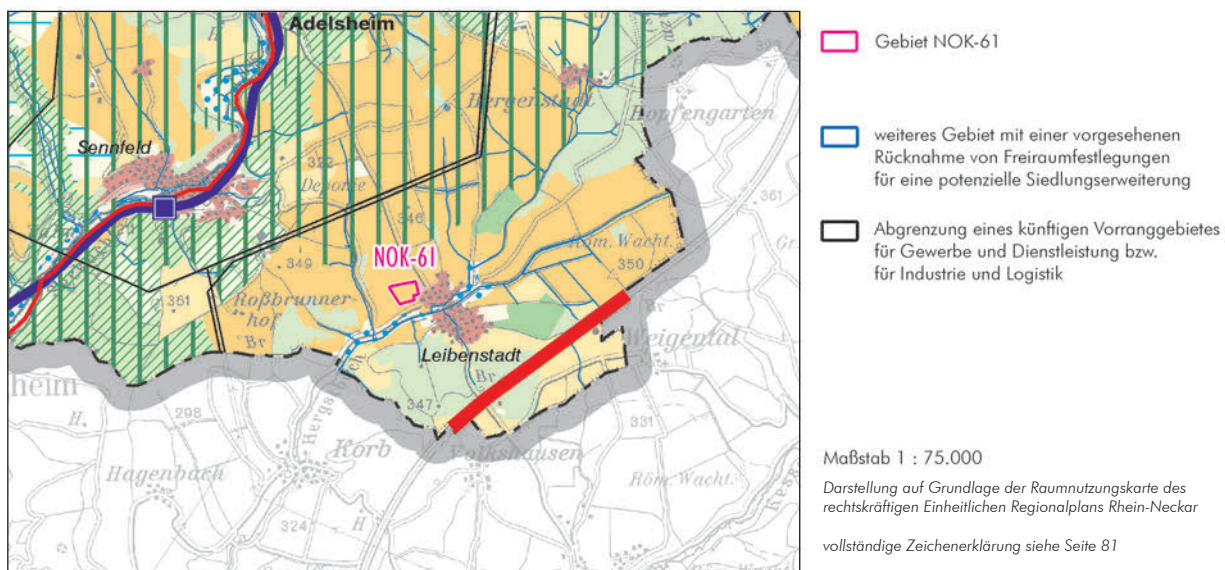 Adelsheim
Hergenstadt
Hopfengarten
Sennfeld
322
Deponie
361
346
Röm. Wacht.
Gr.
NOK-61
349
350
361
Roßbrunner-
hof
Br
Br
Weigental
Leibenstadt
Br
heim
347
331
298
H.
Korb
Volkshausen
Hagenbach
Röm. Wacht.
324
H
Gebiet NOK-61
weiteres Gebiet mit einer vorgesehenen
Rücknahme von Freiraumfestlegungen
für eine potenzielle Siedlungserweiterung
Abgrenzung eines künftigen Vorranggebietes
für Gewerbe und Dienstleistung bzw.
für Industrie und Logistik
Maßstab 1 : 75.000
Darstellung auf Grundlage der Raumnutzungskarte des
rechtskräftigen Einheitlichen Regionalplans Rhein-Neckar
vollständige Zeichenerklärung siehe Seite 81